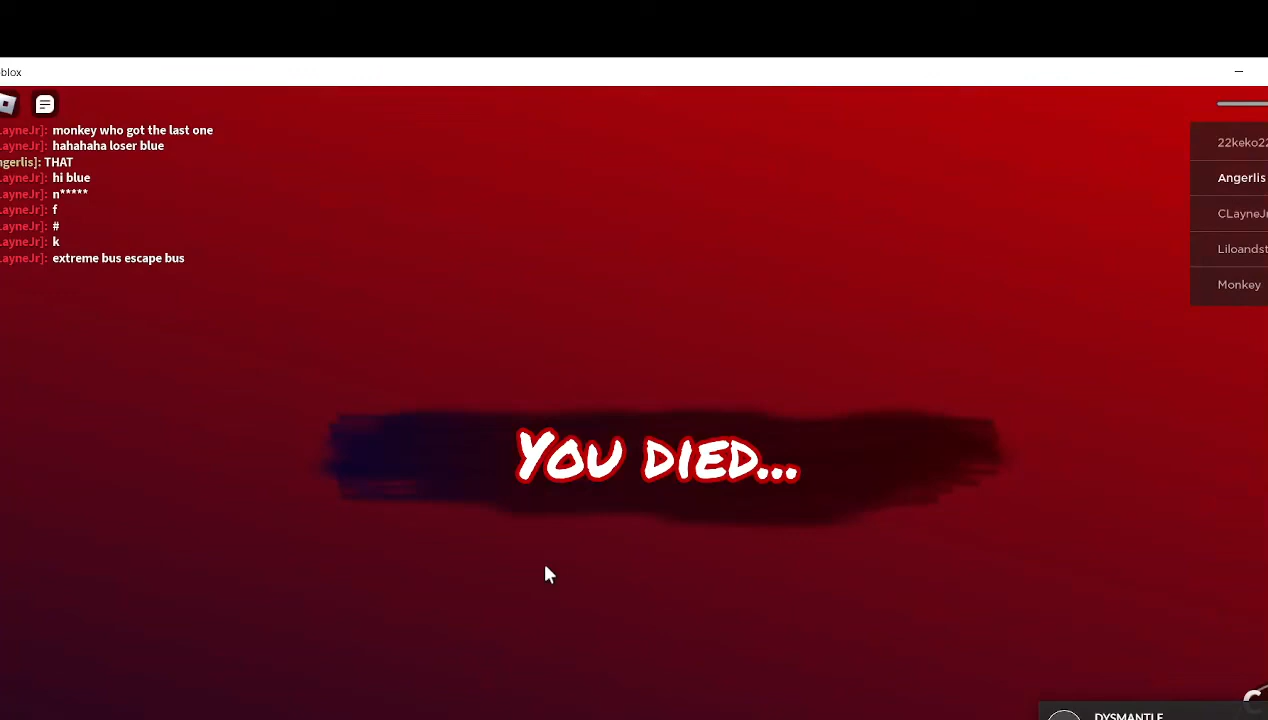 blox
LayneJr]: monkey who got the last one
LayneJr]: hahahaha loser blue
ngerlis]: THAT
LayneJr]: hi blue
LayneJr]: n*****
LayneJr]: f
LayneJr]: #
LayneJr]: k
LayneJr]: extreme bus escape bus
22keko22
Angerlis
CLayneJr
Liloandst
Monkey
You died...
DYSMANTLE